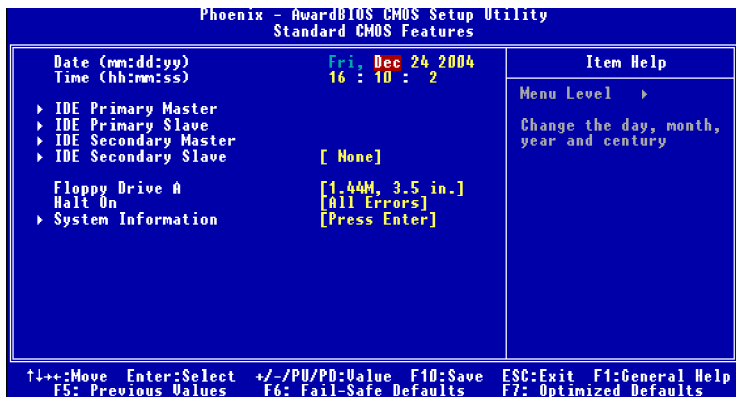 Phoenix - AwardBIOS CMOS Setup Utility
Standard CMOS Features
Date (mm:dd:yy) Fri, Dec 24 2004
Time (hh:mm:ss) 16 : 10 : 2
IDE Primary Master
IDE Primary Slave
IDE Secondary Master
IDE Secondary Slave [ None]
Floppy Drive A [1.44M, 3.5 in.]
Halt On [All Errors]
System Information [Press Enter]
Item Help
Menu Level
Change the day, month,
year and century
↑↓→←:Move Enter:Select +/-/PU/PD:Value F10:Save ESC:Exit F1:General Help
F5: Previous Values F6: Fail-Safe Defaults F7: Optimized Defaults